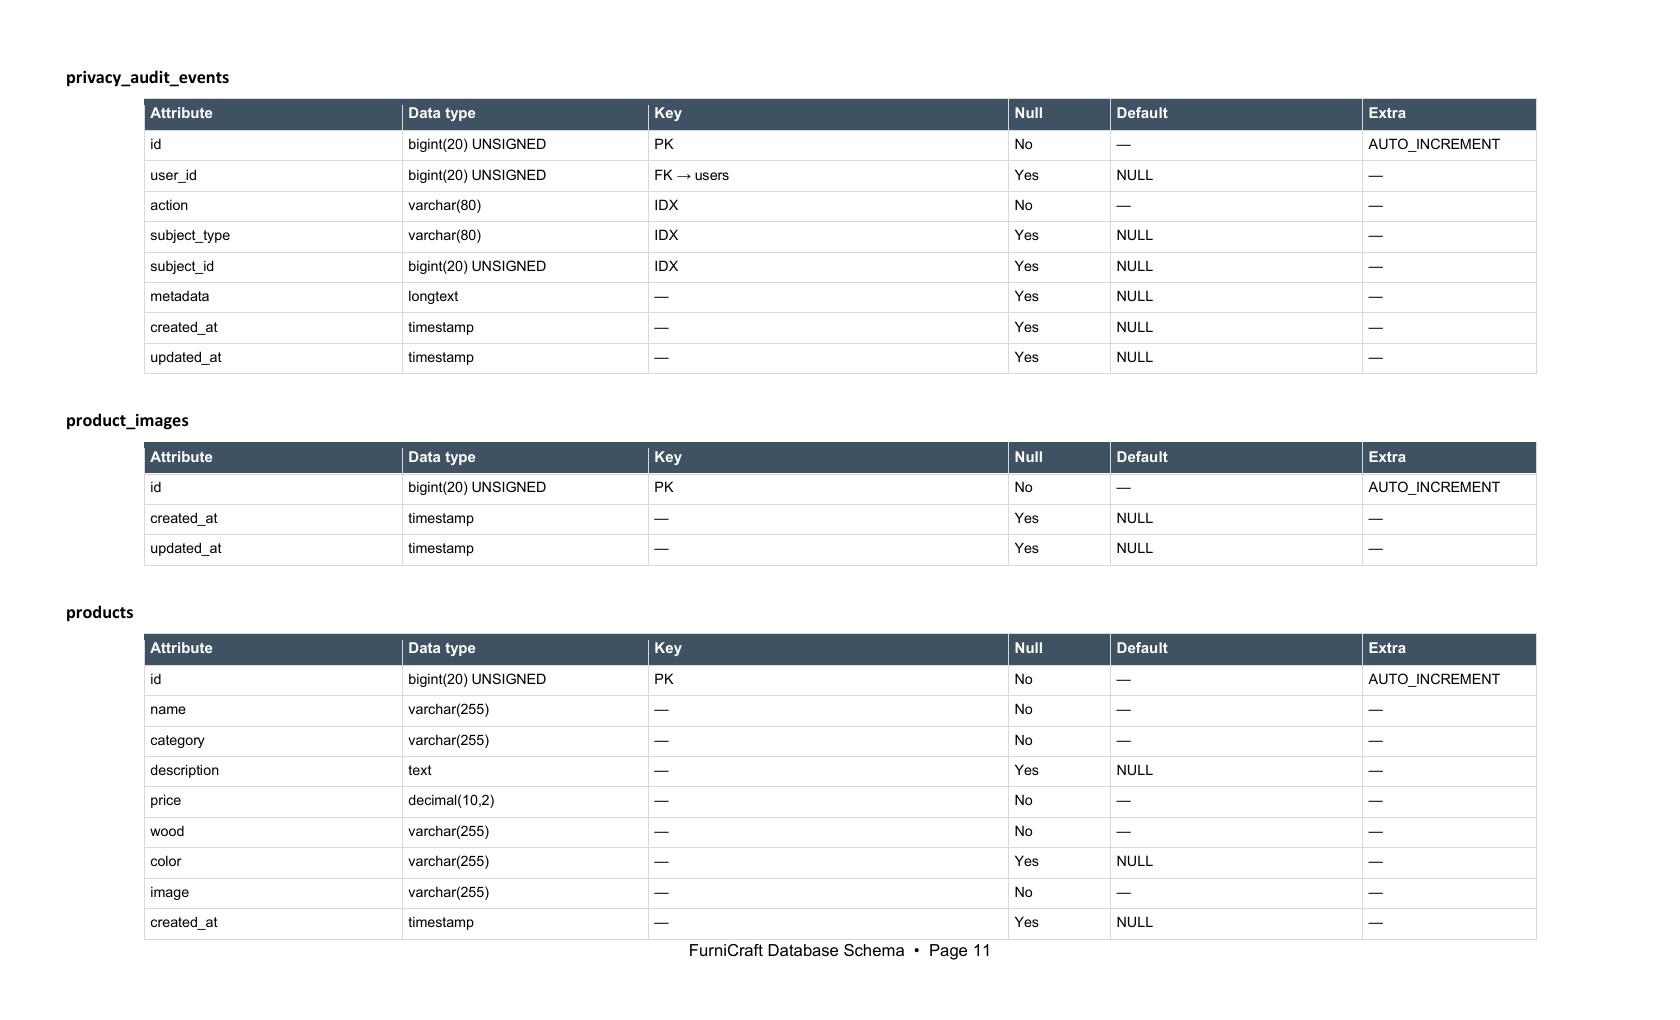 privacy_audit_events
Attribute Data type Key Null Default Extra
id bigint(20) UNSIGNED PK No — AUTO_INCREMENT
user_id bigint(20) UNSIGNED FK → users Yes NULL —
action varchar(80) IDX No — —
subject_type varchar(80) IDX Yes NULL —
subject_id bigint(20) UNSIGNED IDX Yes NULL —
metadata longtext — Yes NULL —
created_at timestamp — Yes NULL —
updated_at timestamp — Yes NULL —
product_images
Attribute Data type Key Null Default Extra
id bigint(20) UNSIGNED PK No — AUTO_INCREMENT
created_at timestamp — Yes NULL —
updated_at timestamp — Yes NULL —
products
Attribute Data type Key Null Default Extra
id bigint(20) UNSIGNED PK No — AUTO_INCREMENT
name varchar(255) — No — —
category varchar(255) — No — —
description text — Yes NULL —
price decimal(10,2) — No — —
wood varchar(255) — No — —
color varchar(255) — Yes NULL —
image varchar(255) — No — —
created_at timestamp — Yes NULL —
FurniCraft Database Schema • Page 11